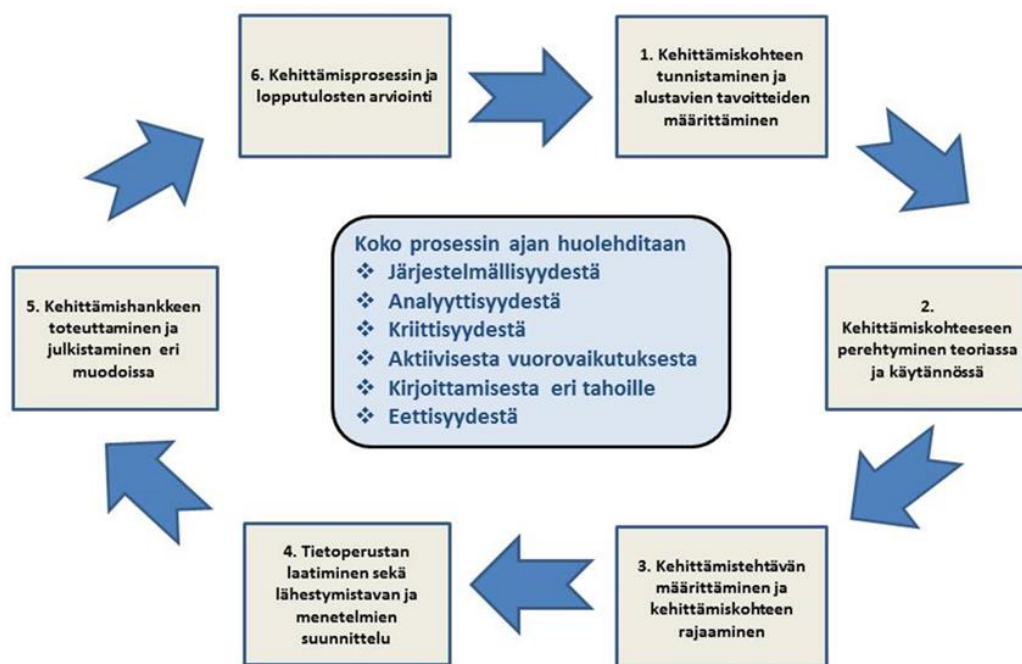 1. Kehittämiskohteen
tunnistaminen ja
alustavien tavoitteiden
määrittäminen
2.
Kehittämiskohteeseen
perehtyminen teoriassa
ja käytännössä
3. Kehittämistehtävän
määrittäminen ja
kehittämiskohteen
rajaaminen
4. Tietoperustan
laatiminen sekä
lähestymistavan ja
menetelmien
suunnittelu
5. Kehittämishankkeen
toteuttaminen ja
julkistaminen eri
muodoissa
6. Kehittämisprosessin ja
lopputulosten arviointi
Koko prosessin ajan huolehditaan
❖ Järjestelmällisyydestä
❖ Analyyttisyydestä
❖ Kriittisyydestä
❖ Aktiivisesta vuorovaikutuksesta
❖ Kirjoittamisesta eri tahoille
❖ Eettisyydestä